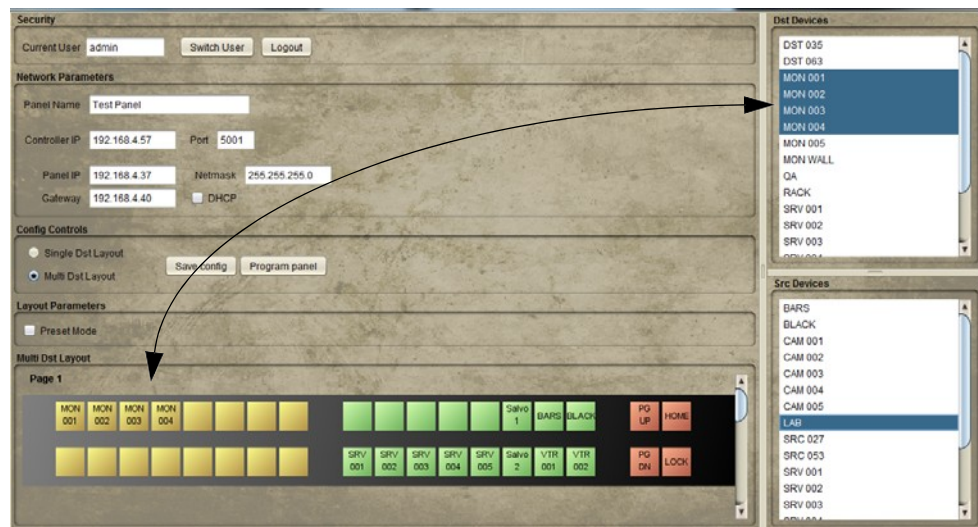 Security
Current User admin Switch User Logout
Network Parameters
Panel Name Test Panel
Controller IP 192.168.4.57 Port 5001
Panel IP 192.168.4.37 Netmask 255.255.255.0
Gateway 192.168.4.40 DHCP
Config Controls
Single Dst Layout
Multi Dst Layout
Save config Program panel
Layout Parameters
Preset Mode
Multi Dst Layout
Page 1
MON 001 MON 002 MON 003 MON 004 Salvo 1 BARS BLACK PG UP HOME
SRV 001 SRV 002 SRV 003 SRV 004 SRV 005 Salvo 2 VTR 001 VTR 002 PG DN LOCK
Dst Devices
DST 035
DST 063
MON 001
MON 002
MON 003
MON 004
MON 005
MON WALL
QA
RACK
SRV 001
SRV 002
SRV 003
Src Devices
BARS
BLACK
CAM 001
CAM 002
CAM 003
CAM 004
CAM 005
LAB
SRC 027
SRC 053
SRV 001
SRV 002
SRV 003